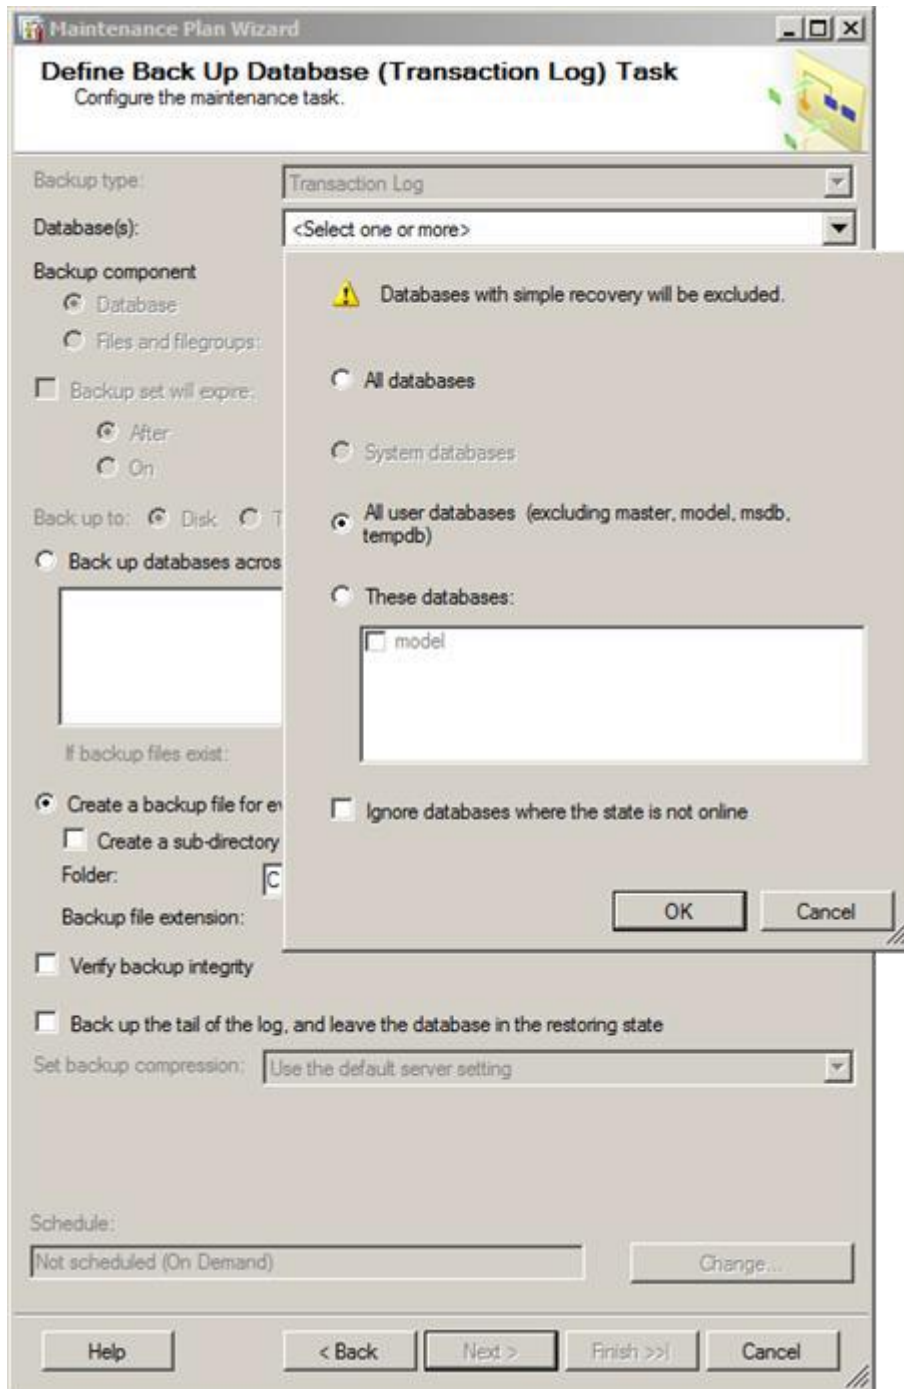 Maintenance Plan Wizard
Define Back Up Database (Transaction Log) Task
Configure the maintenance task.
Backup type:
Transaction Log
Database(s):
<Select one or more>
Backup component
Database
Files and filegroups:
Backup set will expire:
After
On
Back up to:
Disk
T
Back up databases acros
If backup files exist:
Create a backup file for ev
Create a sub-directory
Folder:
C
Backup file extension:
Databases with simple recovery will be excluded.
All databases
System databases
All user databases (excluding master, model, msdb,
tempdb)
These databases:
model
Ignore databases where the state is not online
OK
Cancel
Verify backup integrity
Back up the tail of the log, and leave the database in the restoring state
Set backup compression:
Use the default server setting
Schedule:
Not scheduled (On Demand)
Change...
Help
< Back
Next >
Finish >>|
Cancel